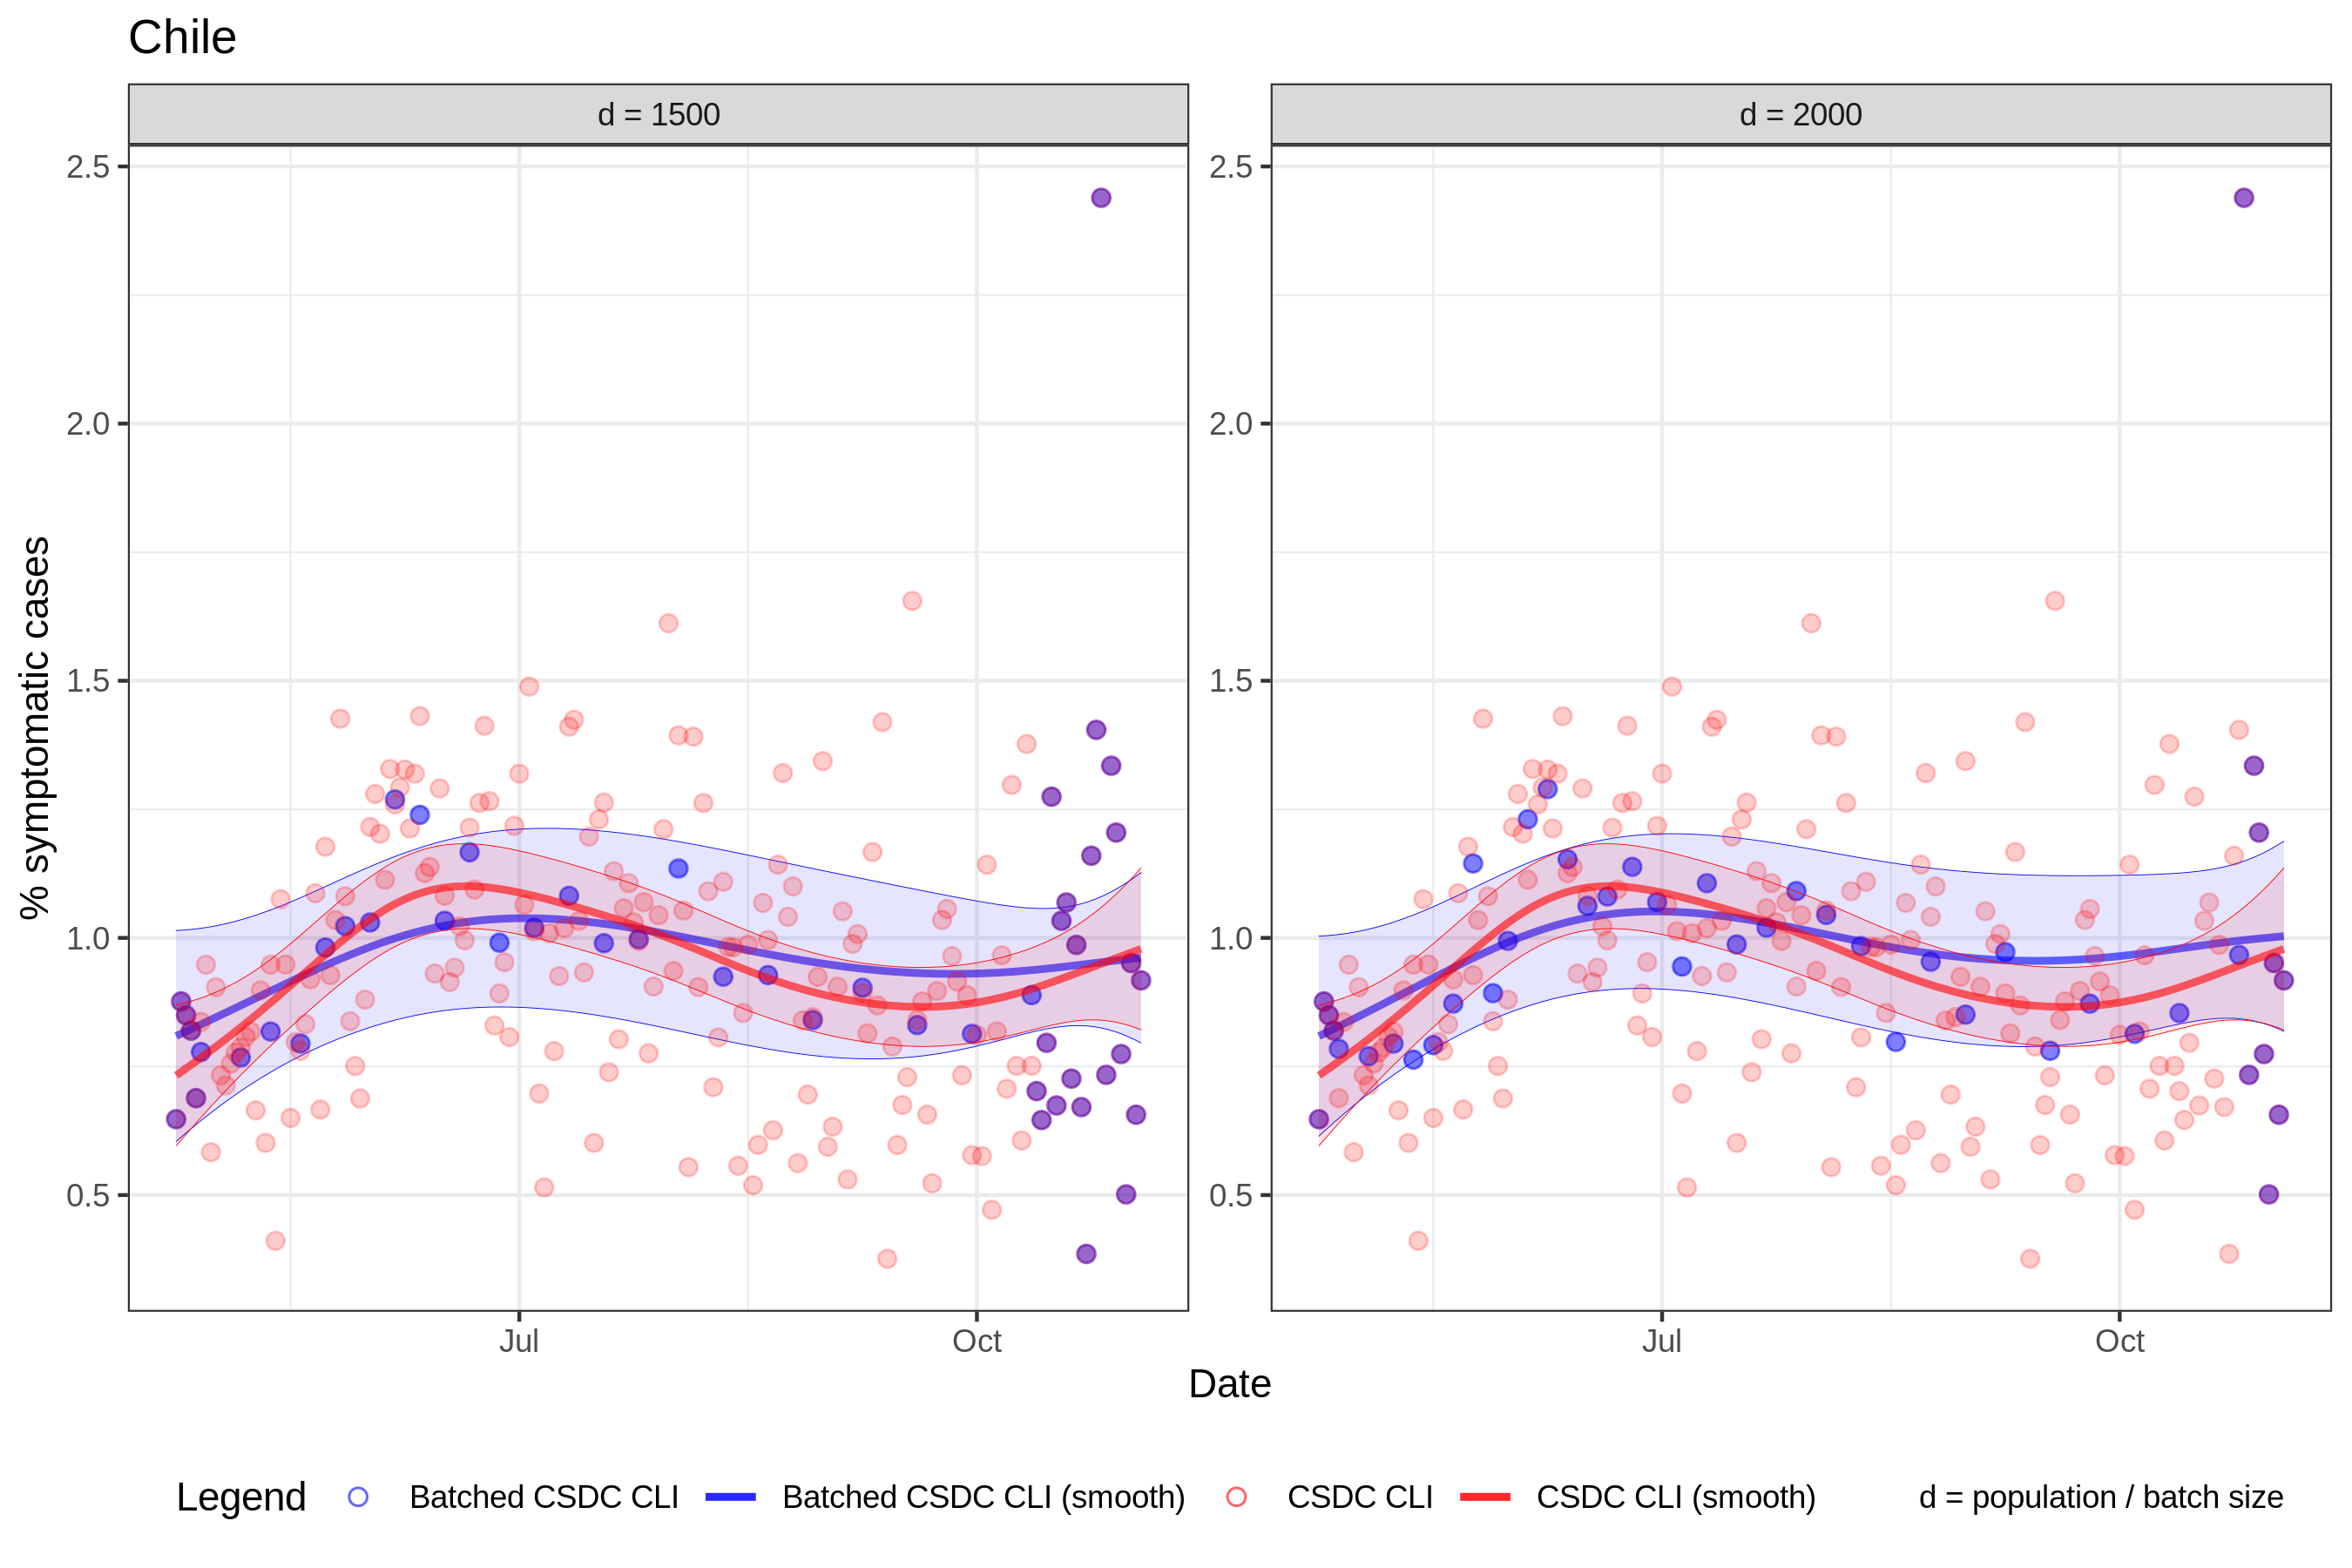 Chile
d = 1500
d = 2000
% symptomatic cases
2.5
2.0
1.5
1.0
0.5
2.5
2.0
1.5
1.0
0.5
Jul
Oct
Jul
Oct
Date
Legend
Batched CSDC CLI
Batched CSDC CLI (smooth)
CSDC CLI
CSDC CLI (smooth)
d = population / batch size